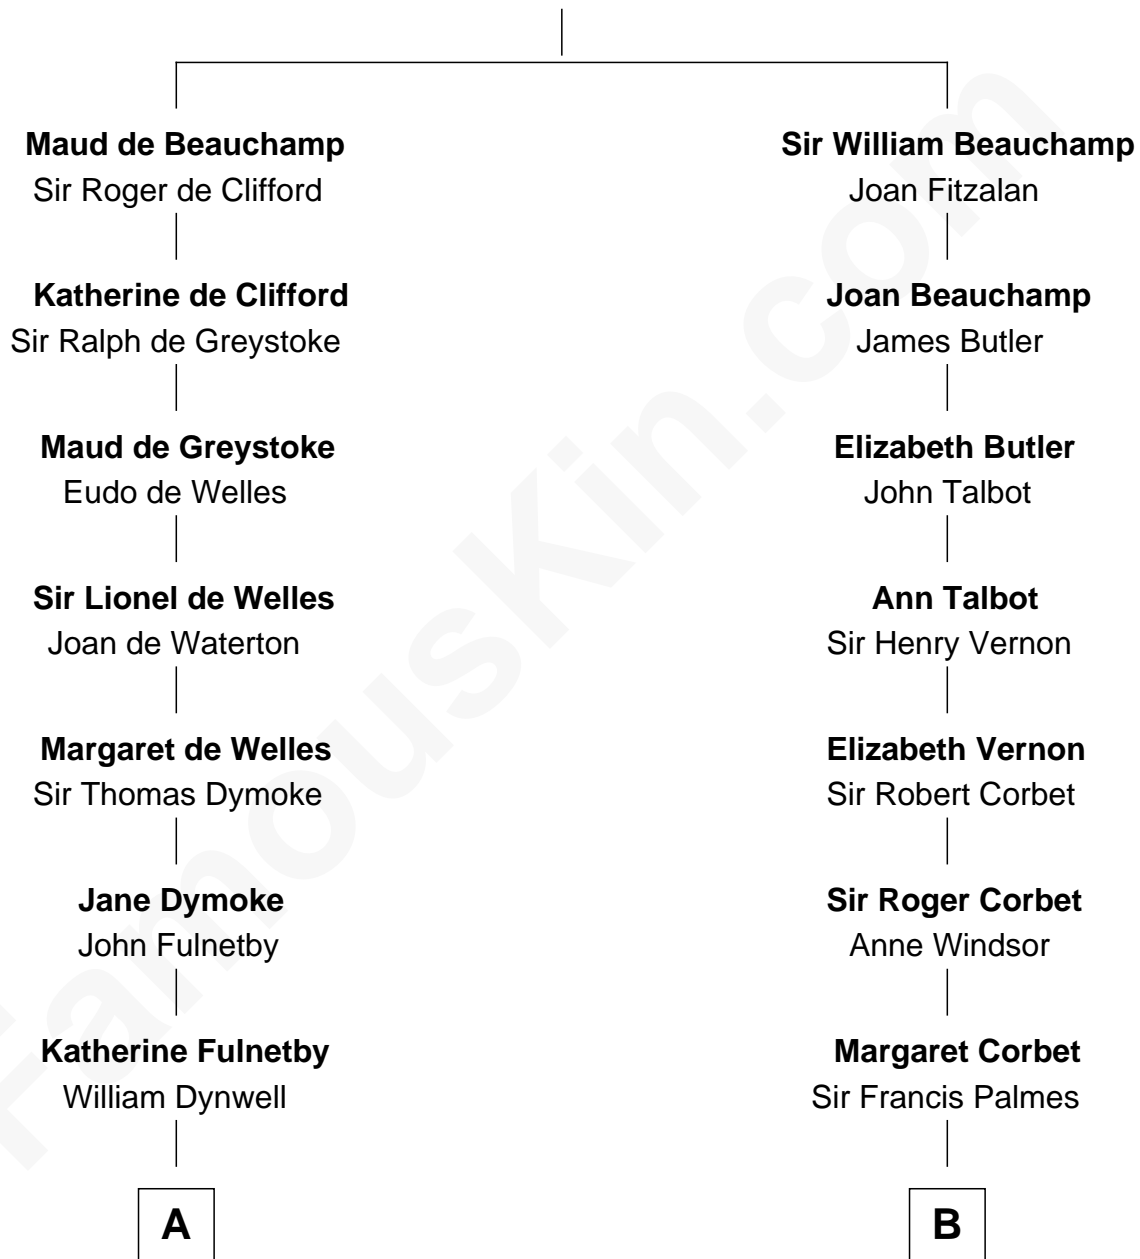 Maud de Beauchamp
Sir Roger de Clifford
Katherine de Clifford
Sir Ralph de Greystoke
Maud de Greystoke
Eudo de Welles
Sir Lionel de Welles
Joan de Waterton
Margaret de Welles
Sir Thomas Dymoke
Jane Dymoke
John Fulnetby
Katherine Fulnetby
William Dynwell
A
Sir William Beauchamp
Joan Fitzalan
Joan Beauchamp
James Butler
Elizabeth Butler
John Talbot
Ann Talbot
Sir Henry Vernon
Elizabeth Vernon
Sir Robert Corbet
Sir Roger Corbet
Anne Windsor
Margaret Corbet
Sir Francis Palmes
B
FamousKin.com